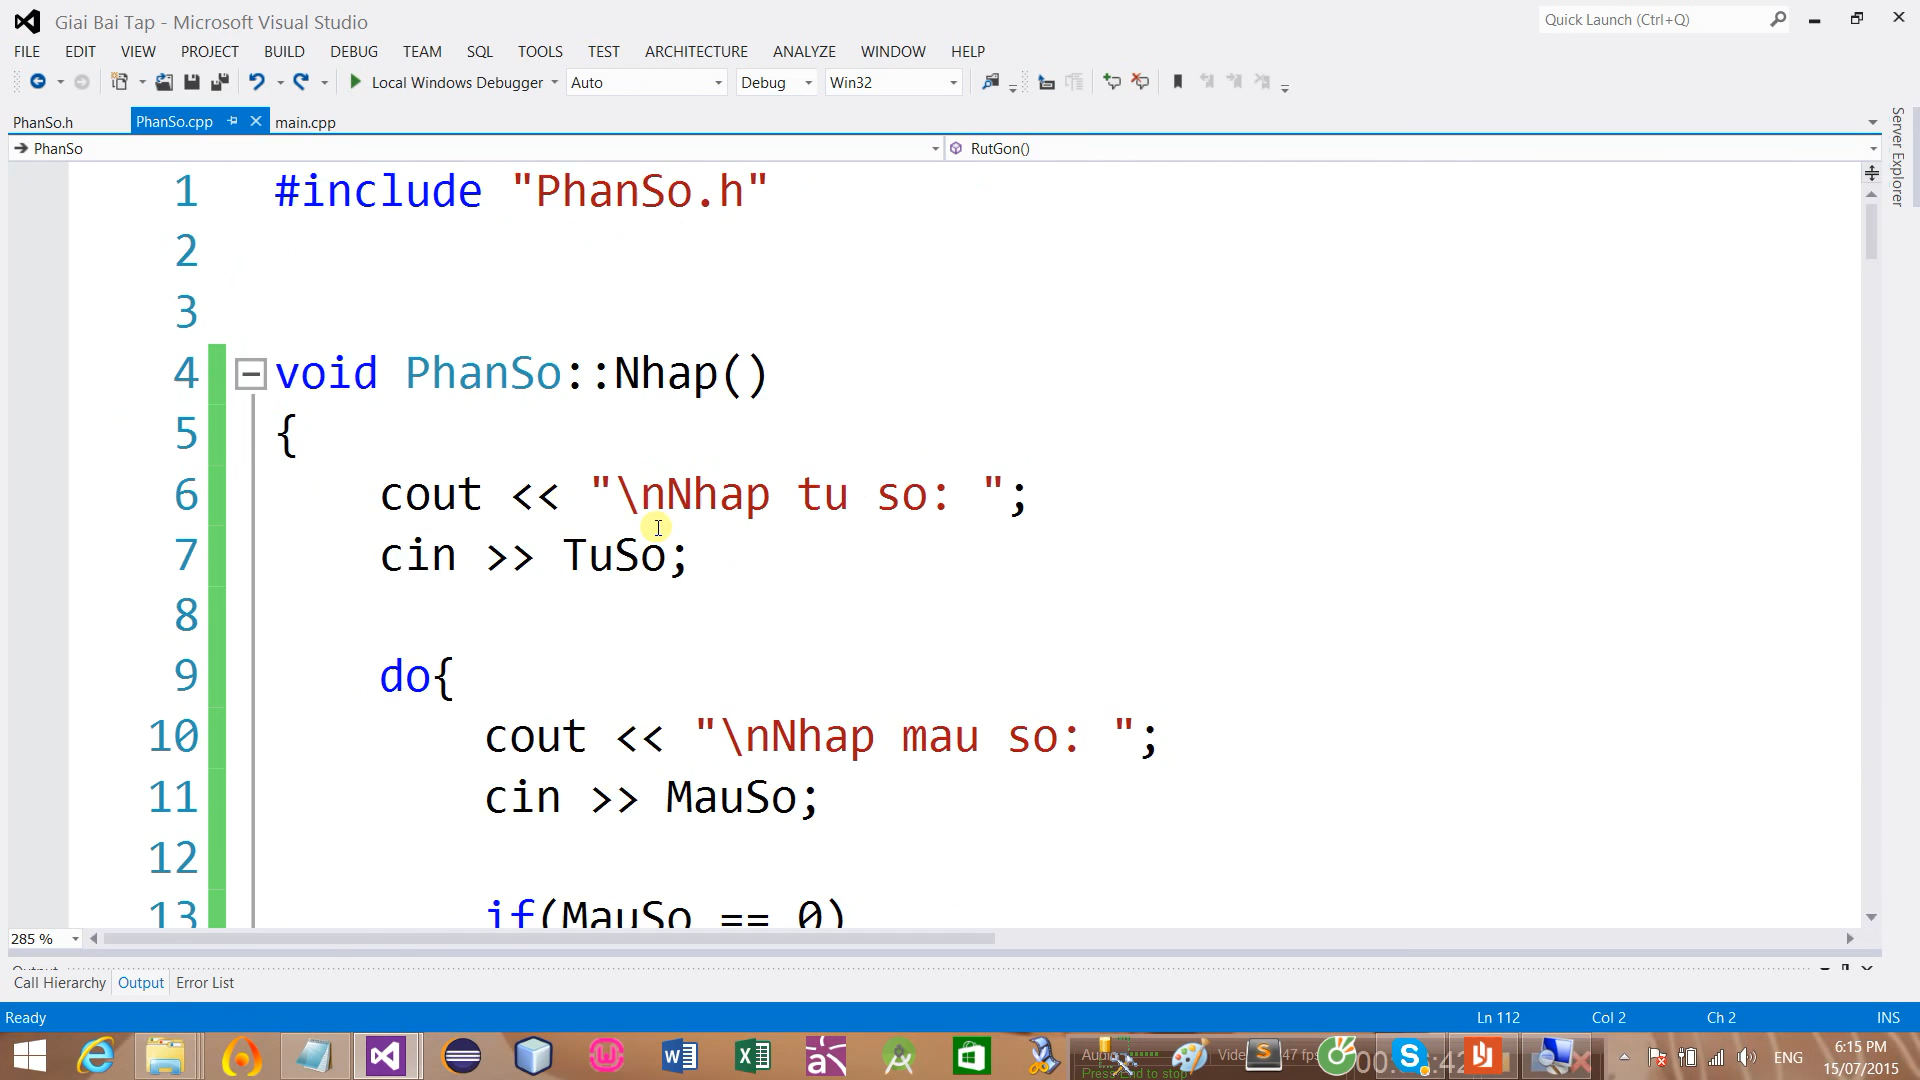 Giai Bai Tap - Microsoft Visual Studio
Quick Launch (Ctrl+Q)
FILE EDIT VIEW PROJECT BUILD DEBUG TEAM SQL TOOLS TEST ARCHITECTURE ANALYZE WINDOW HELP
Local Windows Debugger Auto Debug Win32
PhanSo.h PhanSo.cpp main.cpp
PhanSo RutGon()
Server Explorer
1 #include "PhanSo.h"
2
3
4 void PhanSo::Nhap()
5 {
6 cout << "\nNhap tu so: ";
7 cin >> TuSo;
8
9 do{
10 cout << "\nNhap mau so: ";
11 cin >> MauSo;
12
13 if(MauSo == 0)
285 %
Call Hierarchy Output Error List
Ready Ln 112 Col 2 Ch 2 INS
ENG
6:15 PM
15/07/2015
Press End to stop